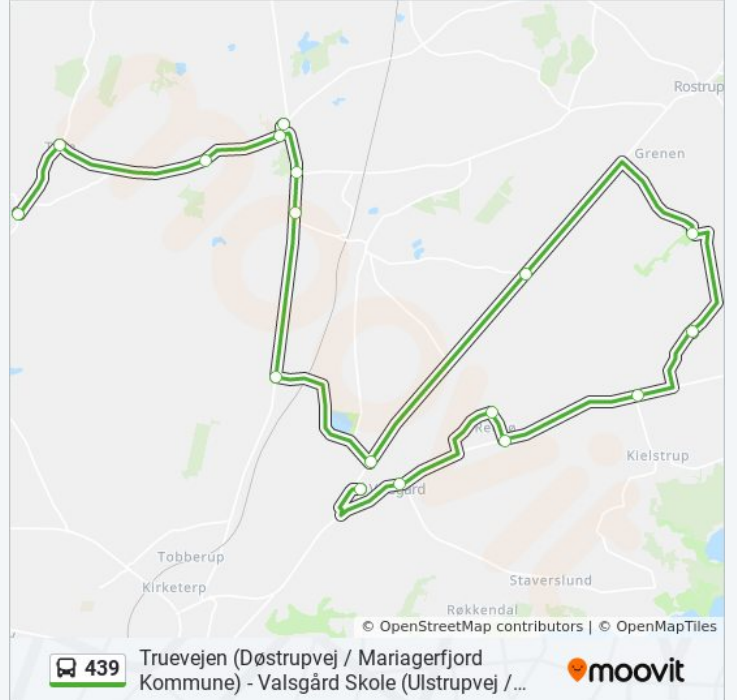 Rostrup
Grenen
Kielstrup
Valsgård
Tobberup
Kirketerp
Staverslund
Røkkendal
© OpenStreetMap contributors | © OpenMapTiles
439
Truevejen (Døstrupvej / Mariagerfjord
Kommune) - Valsgård Skole (Ulstrupvej /...
moovit